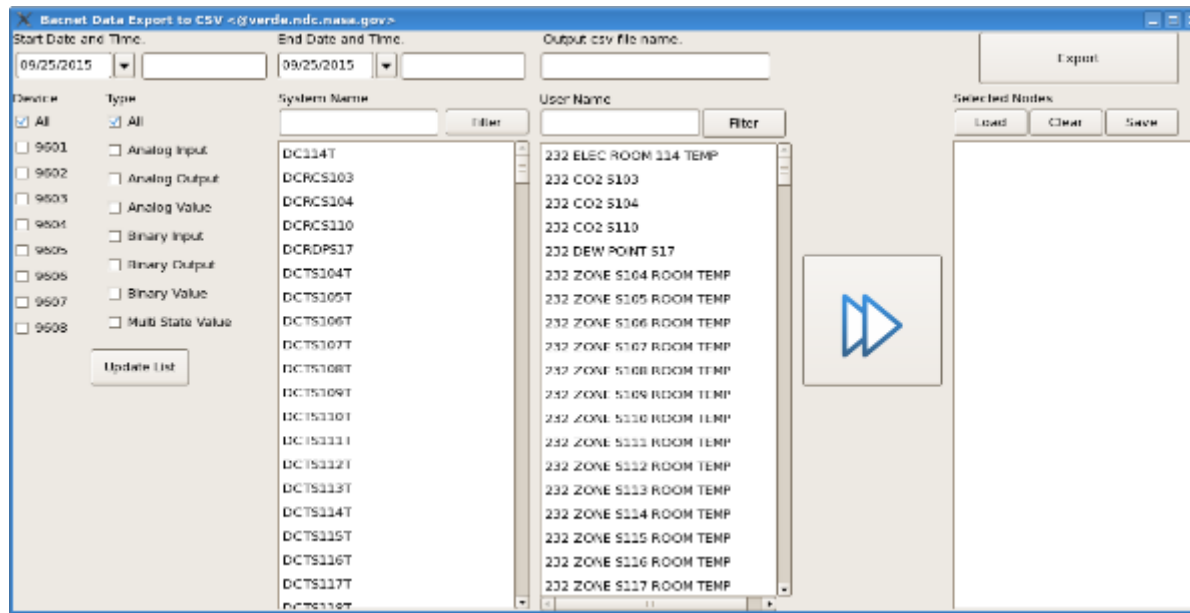 Bacnet Data Export to CSV <@verde.ndc.nasa.gov>
Start Date and Time.
End Date and Time.
Output csv file name.
09/25/2015
09/25/2015
Export
Device
Type
System Name
User Name
Selected Nodes
All
All
Filter
Filter
Load
Clear
Save
9601
9602
9603
9604
9605
9606
9607
9608
Analog Input
Analog Output
Analog Value
Binary Input
Binary Output
Binary Value
Multi State Value
Update List
DC114T
DCRCS103
DCRCS104
DCRCS110
DCRDPS17
DCTS104T
DCTS105T
DCTS106T
DCTS107T
DCTS108T
DCTS109T
DCTS110T
DCTS111T
DCTS112T
DCTS113T
DCTS114T
DCTS115T
DCTS116T
DCTS117T
DCTS118T
232 ELEC ROOM 114 TEMP
232 CO2 S103
232 CO2 S104
232 CO2 S110
232 DEW POINT S17
232 ZONE S104 ROOM TEMP
232 ZONE S105 ROOM TEMP
232 ZONE S106 ROOM TEMP
232 ZONE S107 ROOM TEMP
232 ZONE S108 ROOM TEMP
232 ZONE S109 ROOM TEMP
232 ZONE S110 ROOM TEMP
232 ZONE S111 ROOM TEMP
232 ZONE S112 ROOM TEMP
232 ZONE S113 ROOM TEMP
232 ZONE S114 ROOM TEMP
232 ZONE S115 ROOM TEMP
232 ZONE S116 ROOM TEMP
232 ZONE S117 ROOM TEMP